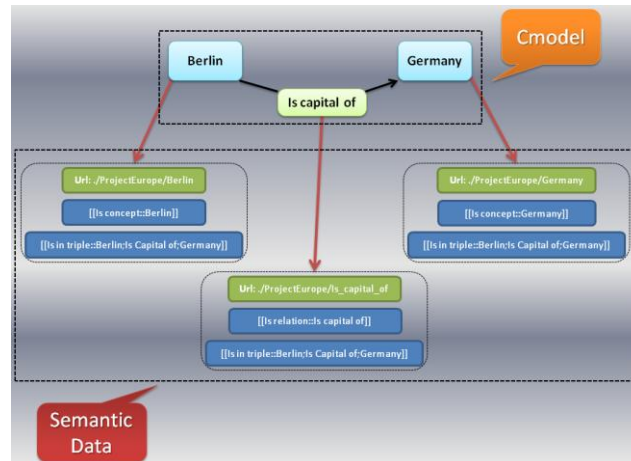 Cmodel
Berlin
Germany
Is capital of
Url: ./ProjectEurope/Berlin
[[Is concept::Berlin]]
[[Is in triple::Berlin;Is Capital of;Germany]]
Url: ./ProjectEurope/Germany
[[Is concept::Germany]]
[[Is in triple::Berlin;Is Capital of;Germany]]
Url: ./ProjectEurope/Is_capital_of
[[Is relation::Is capital of]]
[[Is in triple::Berlin;Is Capital of;Germany]]
Semantic
Data